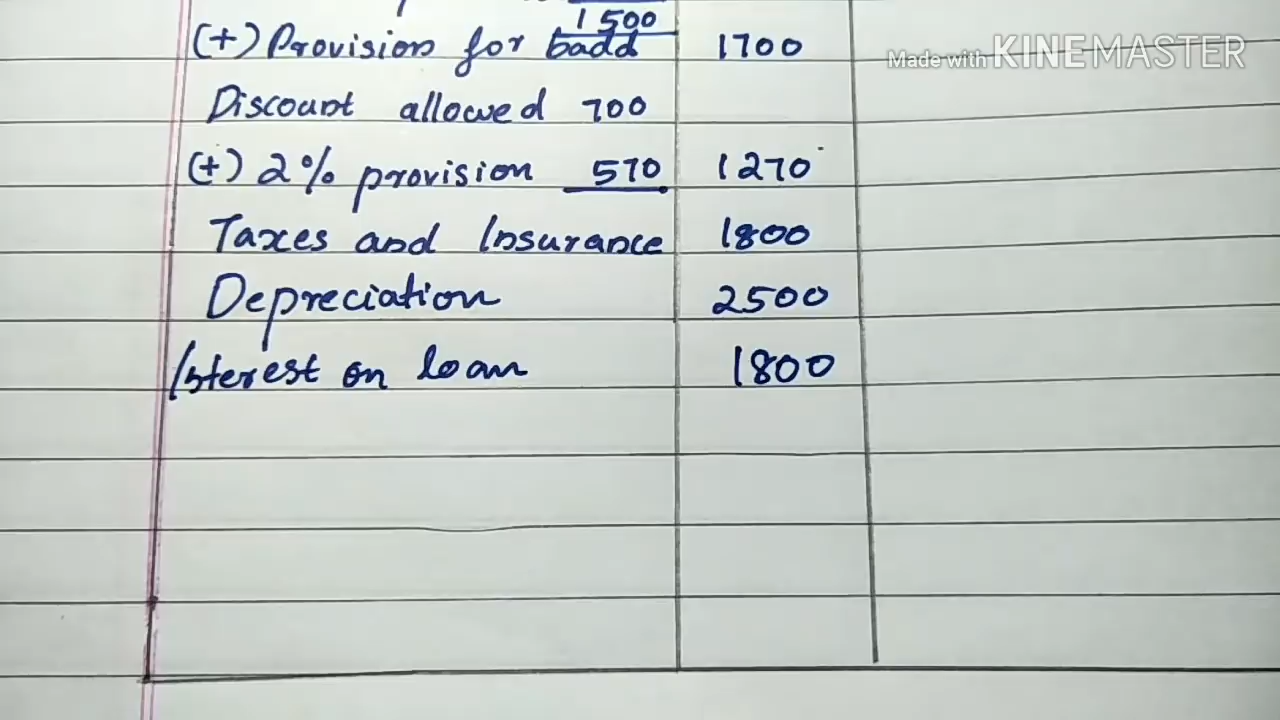 1500
(+) Provision for badd 1700
Made with KINEMASTER
Discount allowed 700
(+) 2% provision 570 1270
Taxes and Insurance 1800
Depreciation 2500
Interest on loan 1800